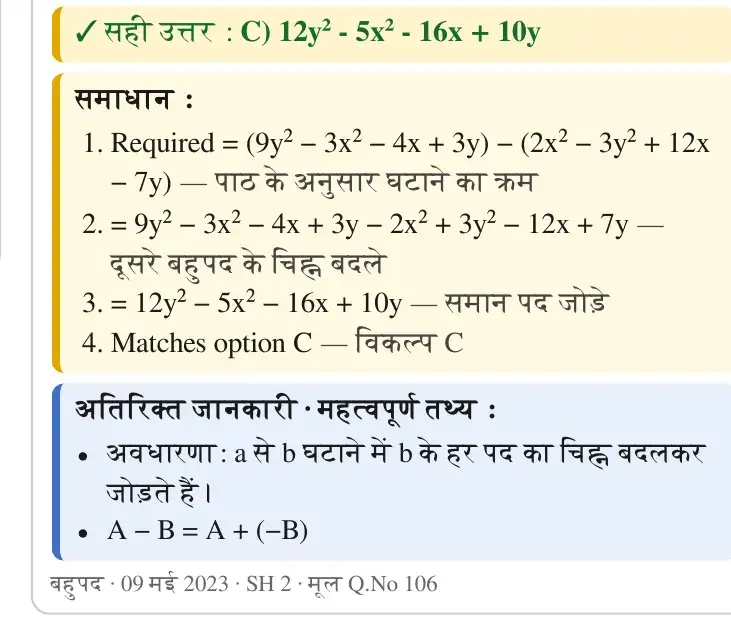 ✓ सही उत्तर : C) 12y² - 5x² - 16x + 10y
समाधान :
1. Required = (9y² − 3x² − 4x + 3y) − (2x² − 3y² + 12x
− 7y) — पाठ के अनुसार घटाने का क्रम
2. = 9y² − 3x² − 4x + 3y − 2x² + 3y² − 12x + 7y —
दूसरे बहुपद के चिह्न बदले
3. = 12y² − 5x² − 16x + 10y — समान पद जोड़े
4. Matches option C — विकल्प C
अतिरिक्त जानकारी · महत्वपूर्ण तथ्य :
• अवधारणा : a से b घटाने में b के हर पद का चिह्न बदलकर
जोड़ते हैं।
• A − B = A + (−B)
बहुपद · 09 मई 2023 · SH 2 · मूल Q.No 106